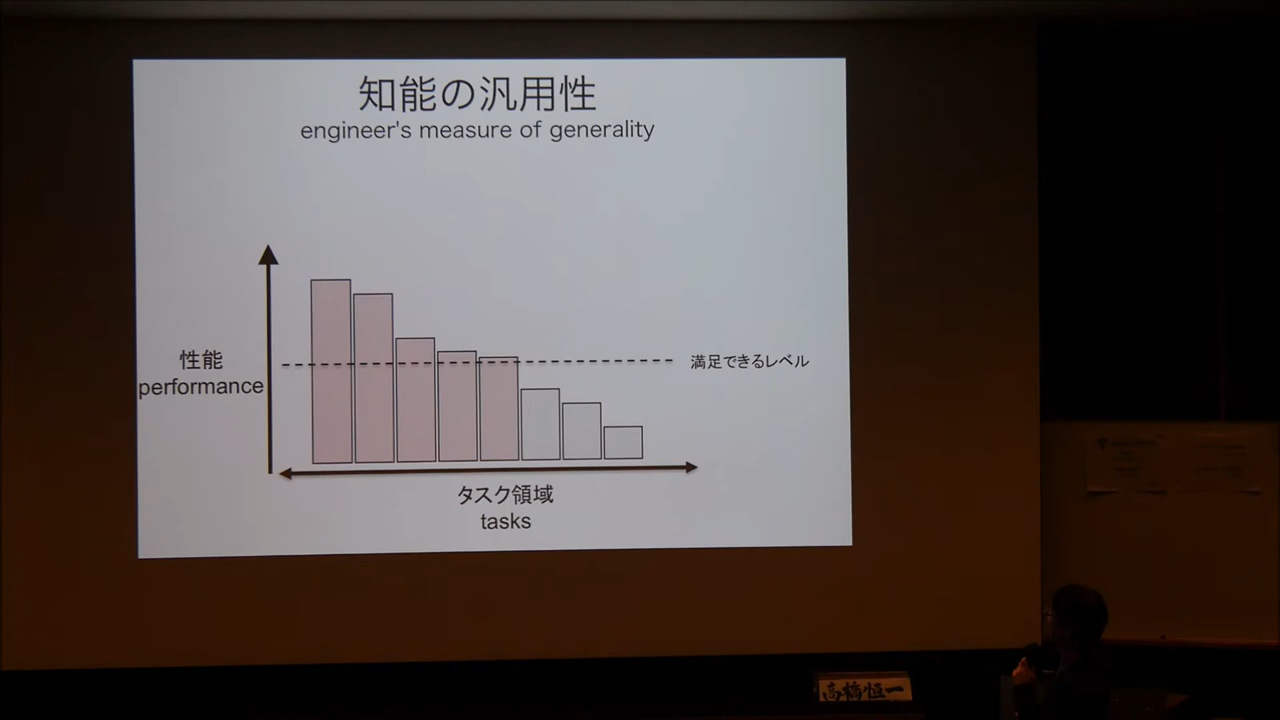 知能の汎用性
engineer's measure of generality
性能
performance
満足できるレベル
タスク領域
tasks
高橋恒一